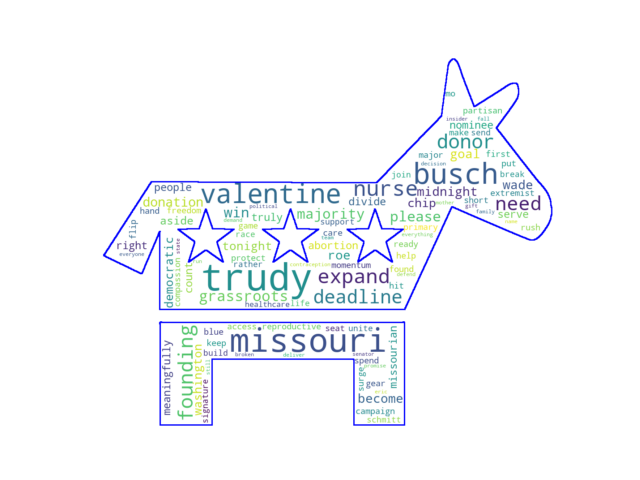 mo
partisan
insider fall
nominee
make send
donor
major goal first
decision put
join busch break
midnight wade
extremist
people valentine nurse
chip short need
donation divide gift family serve
hand freedom political
win truly majority please
aside support rush
flip game primary
race care everything
right tonight abortion ready
everyone roe help
protect momentum found
rather
democratic state trudy expand
compassion count hit
grassroots deadline
healthcare life
access reproductive seat unite
blue missouri
keep
build broken deliver senator
spend
meaningfully founding washington signature
surge promise missourian
gear
become
campaign
schmitt